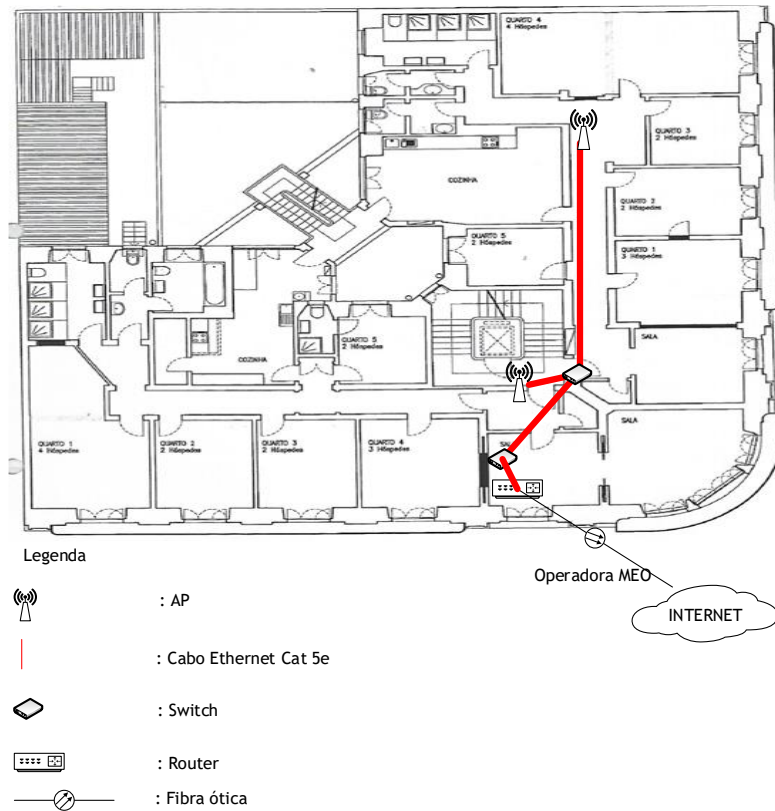 QUARTO 4
4 Hóspedes
QUARTO 3
2 Hóspedes
COZINHA
QUARTO 2
2 Hóspedes
QUARTO 5
2 Hóspedes
QUARTO 1
3 Hóspedes
SALA
COZINHA
QUARTO 5
2 Hóspedes
SALA
QUARTO 1
4 Hóspedes
QUARTO 2
2 Hóspedes
QUARTO 3
2 Hóspedes
QUARTO 4
3 Hóspedes
Legenda
Operadora MEO
INTERNET
: AP
: Cabo Ethernet Cat 5e
: Switch
: Router
: Fibra ótica